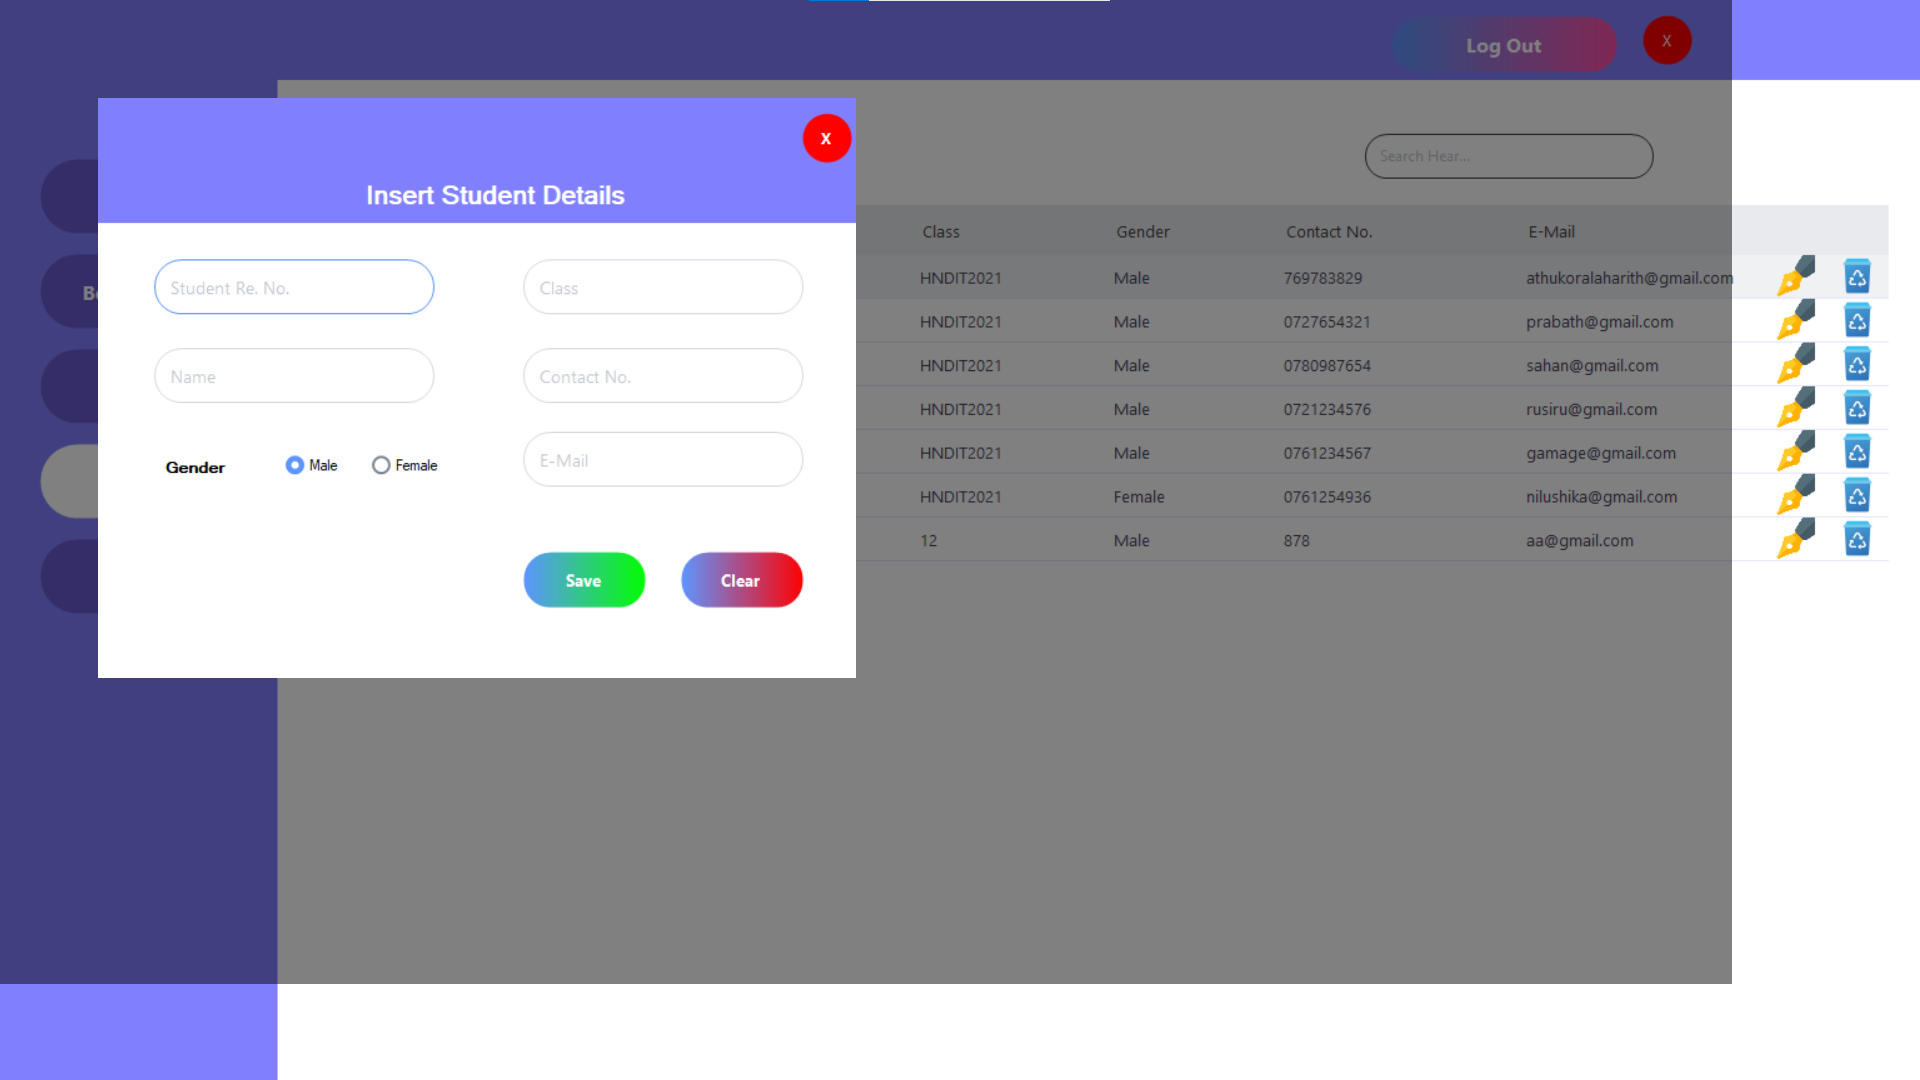 Log Out
X
X
Search Hear...
Insert Student Details
Class Gender Contact No. E-Mail
Student Re. No. Class
HNDIT2021 Male 769783829 athukoralaharith@gmail.com
HNDIT2021 Male 0727654321 prabath@gmail.com
Name Contact No.
HNDIT2021 Male 0780987654 sahan@gmail.com
HNDIT2021 Male 0721234576 rusiru@gmail.com
Gender Male Female E-Mail
HNDIT2021 Male 0761234567 gamage@gmail.com
HNDIT2021 Female 0761254936 nilushika@gmail.com
12 Male 878 aa@gmail.com
Save Clear